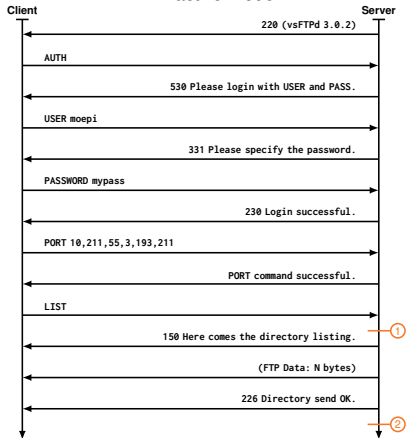 Client Server
220 (vsFTPd 3.0.2)
AUTH
530 Please login with USER and PASS.
USER moepi
331 Please specify the password.
PASSWORD mypass
230 Login successful.
PORT 10,211,55,3,193,211
PORT command successful.
LIST
1
150 Here comes the directory listing.
(FTP Data: N bytes)
226 Directory send OK.
2